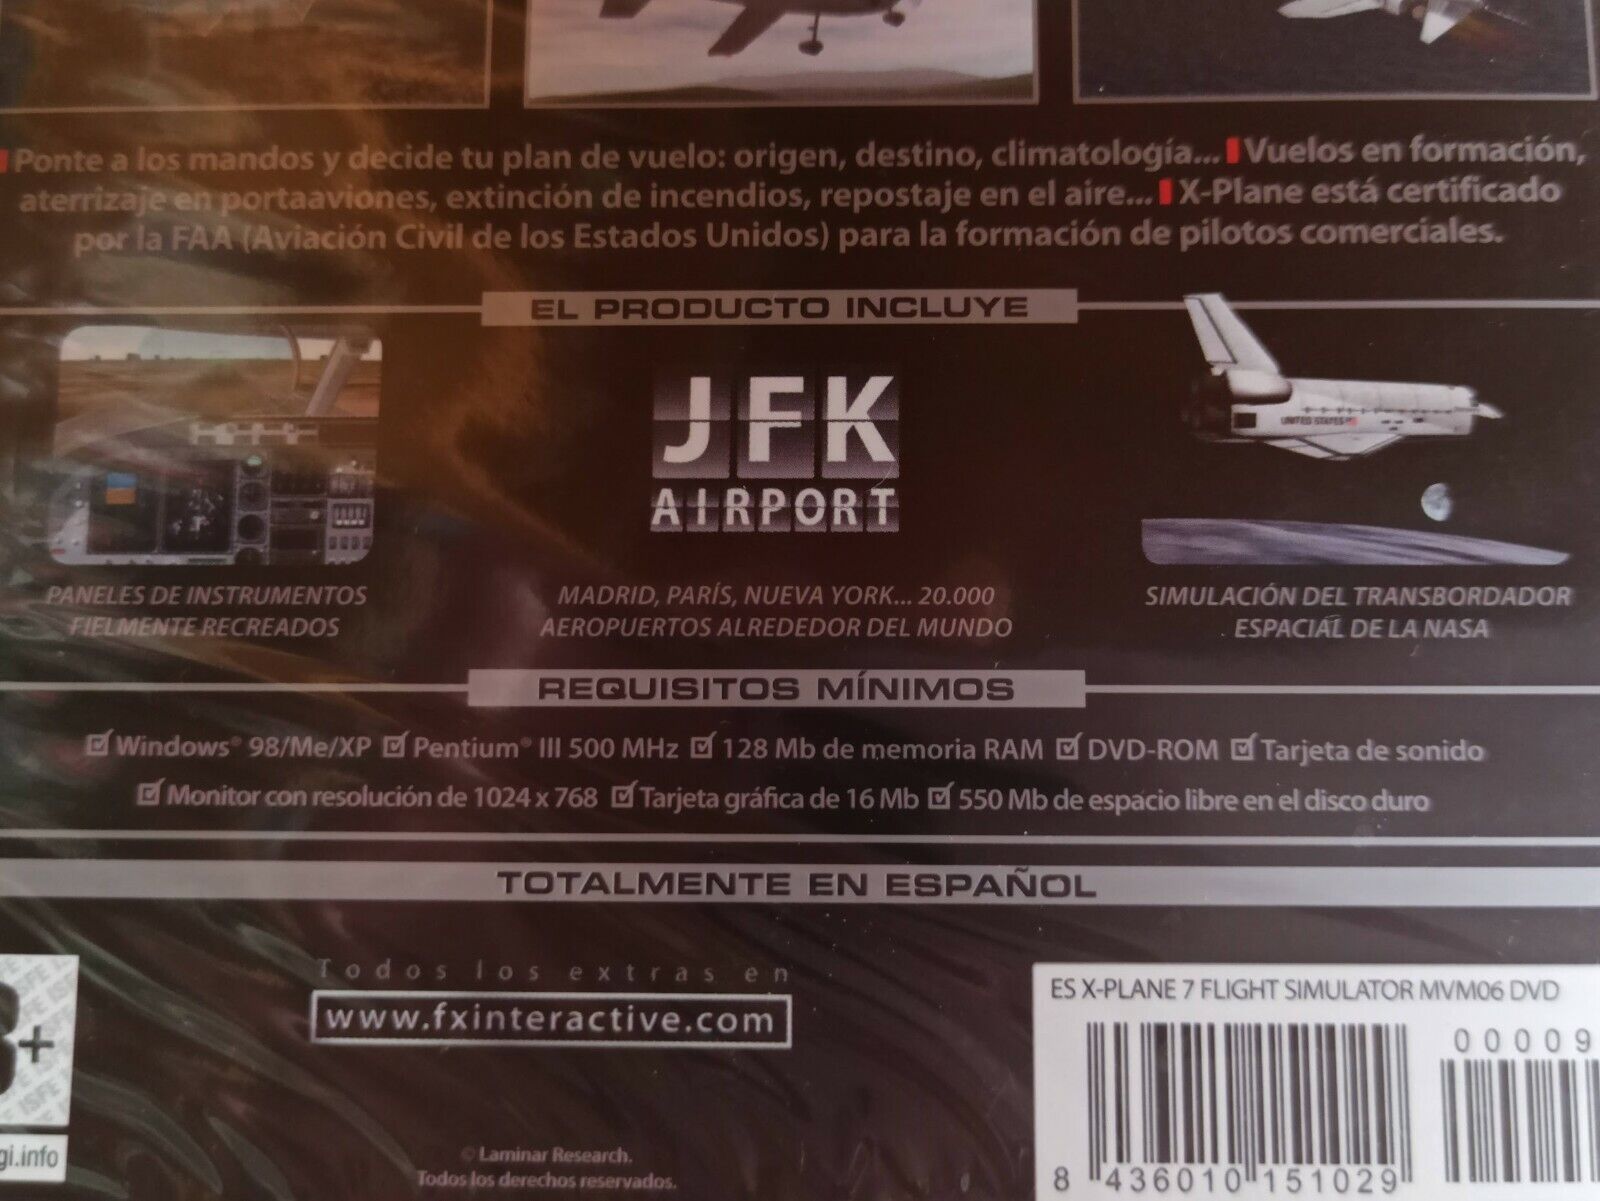 Ponte a los mandos y decide tu plan de vuelo: origen, destino, climatología... Vuelos en formación,
aterrizaje en portaaviones, extinción de incendios, repostaje en el aire... X-Plane está certificado
por la FAA (Aviación Civil de los Estados Unidos) para la formación de pilotos comerciales.
EL PRODUCTO INCLUYE
JFK
AIRPORT
UNITED STATES
PANELES DE INSTRUMENTOS
FIELMENTE RECREADOS
MADRID, PARÍS, NUEVA YORK... 20.000
AEROPUERTOS ALREDEDOR DEL MUNDO
SIMULACIÓN DEL TRANSBORDADOR
ESPACIAL DE LA NASA
REQUISITOS MÍNIMOS
Windows® 98/Me/XP Pentium® III 500 MHz 128 Mb de memoria RAM DVD-ROM Tarjeta de sonido
Monitor con resolución de 1024 x 768 Tarjeta gráfica de 16 Mb 550 Mb de espacio libre en el disco duro
TOTALMENTE EN ESPAÑOL
Todos los extras en
www.fxinteractive.com
© Laminar Research.
Todos los derechos reservados.
+
ISFE
gi.info
ES X-PLANE 7 FLIGHT SIMULATOR MVM06 DVD
00009
8 436010 151029